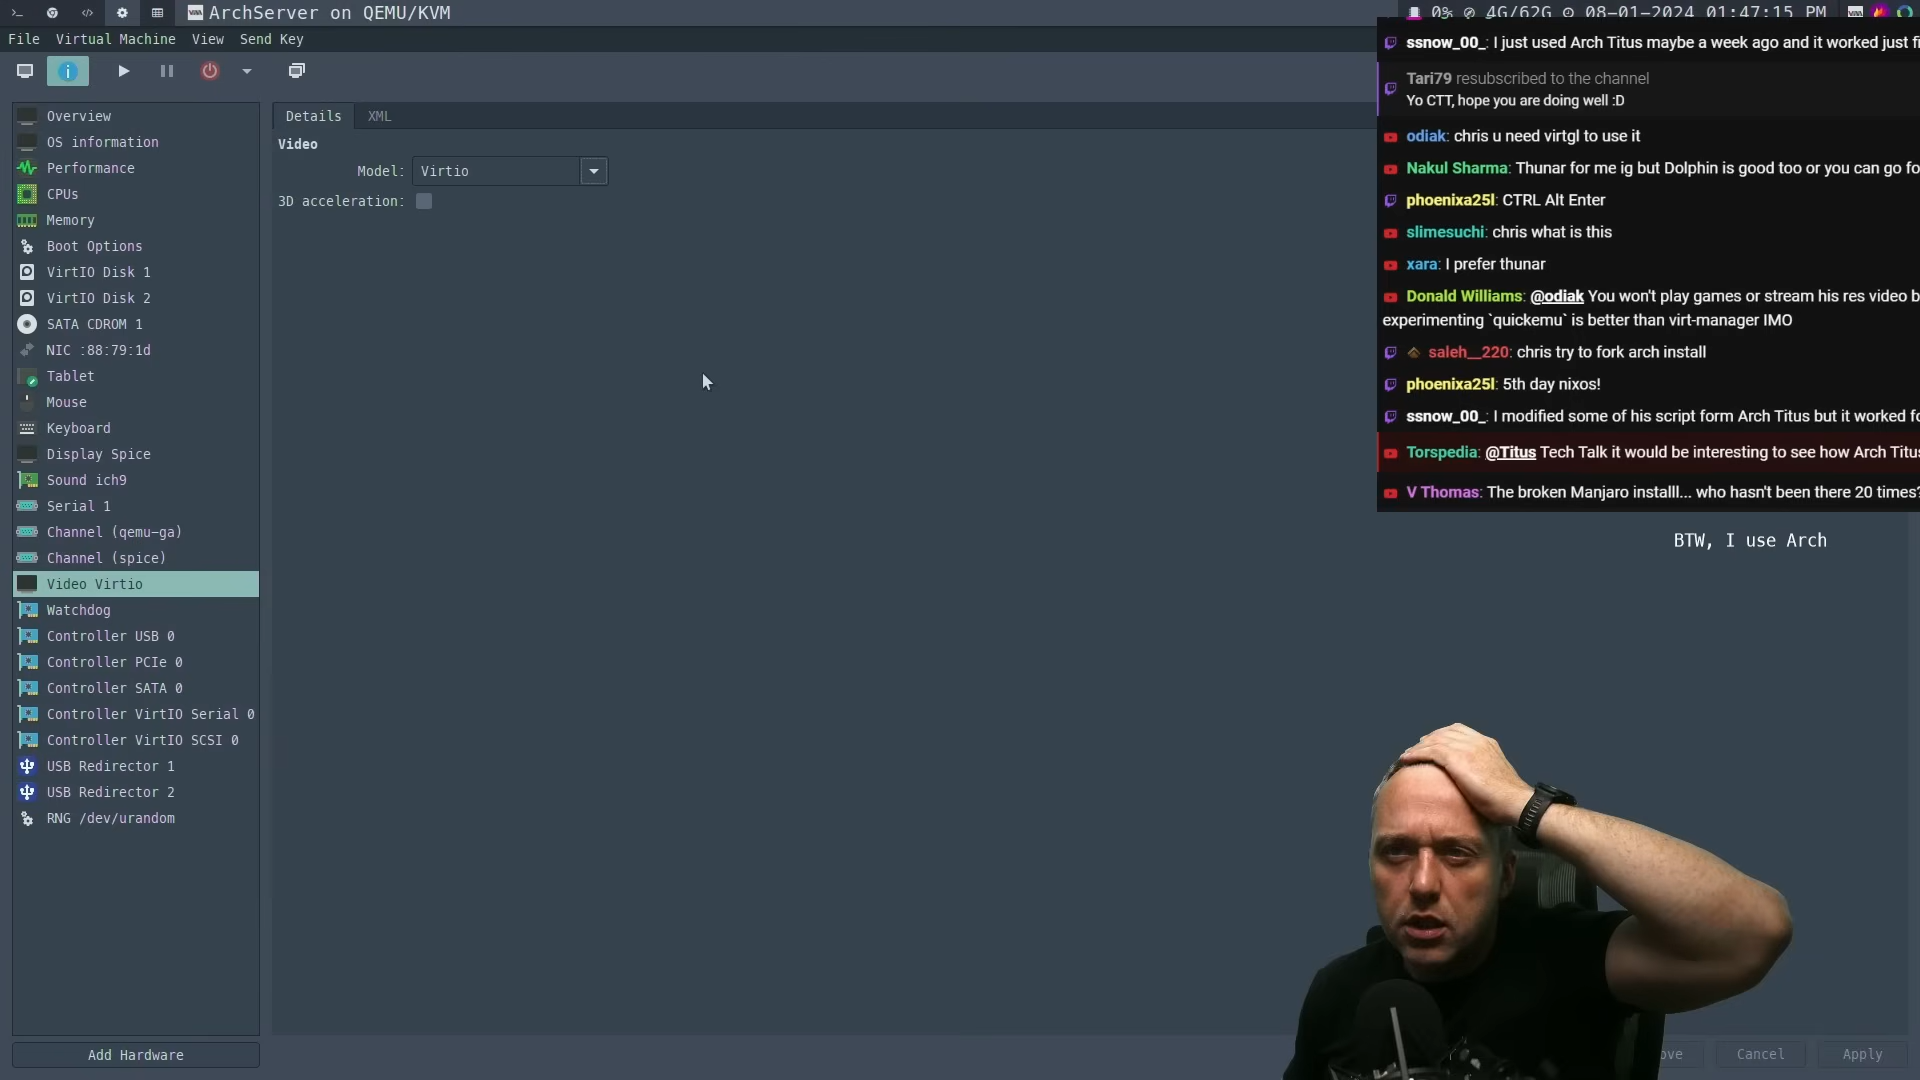 ArchServer on QEMU/KVM
0% 4G/62G 08-01-2024 01:47:15 PM
File Virtual Machine View Send Key
Overview
OS information
Performance
CPUs
Memory
Boot Options
VirtIO Disk 1
VirtIO Disk 2
SATA CDROM 1
NIC :88:79:1d
Tablet
Mouse
Keyboard
Display Spice
Sound ich9
Serial 1
Channel (qemu-ga)
Channel (spice)
Video Virtio
Watchdog
Controller USB 0
Controller PCIe 0
Controller SATA 0
Controller VirtIO Serial 0
Controller VirtIO SCSI 0
USB Redirector 1
USB Redirector 2
RNG /dev/urandom
Add Hardware
Details XML
Video
Model: Virtio
3D acceleration:
ssnow_00_: I just used Arch Titus maybe a week ago and it worked just
Tari79 resubscribed to the channel
Yo CTT, hope you are doing well :D
odiak: chris u need virtgl to use it
Nakul Sharma: Thunar for me ig but Dolphin is good too or you can go
phoenixa25l: CTRL Alt Enter
slimesuchi: chris what is this
xara: I prefer thunar
Donald Williams: @odiak You won't play games or stream his res video
experimenting `quickemu` is better than virt-manager IMO
saleh__220: chris try to fork arch install
phoenixa25l: 5th day nixos!
ssnow_00_: I modified some of his script form Arch Titus but it worked
Torspedia: @Titus Tech Talk it would be interesting to see how Arch Titus
V Thomas: The broken Manjaro installl... who hasn't been there 20 times?
BTW, I use Arch
Cancel Apply